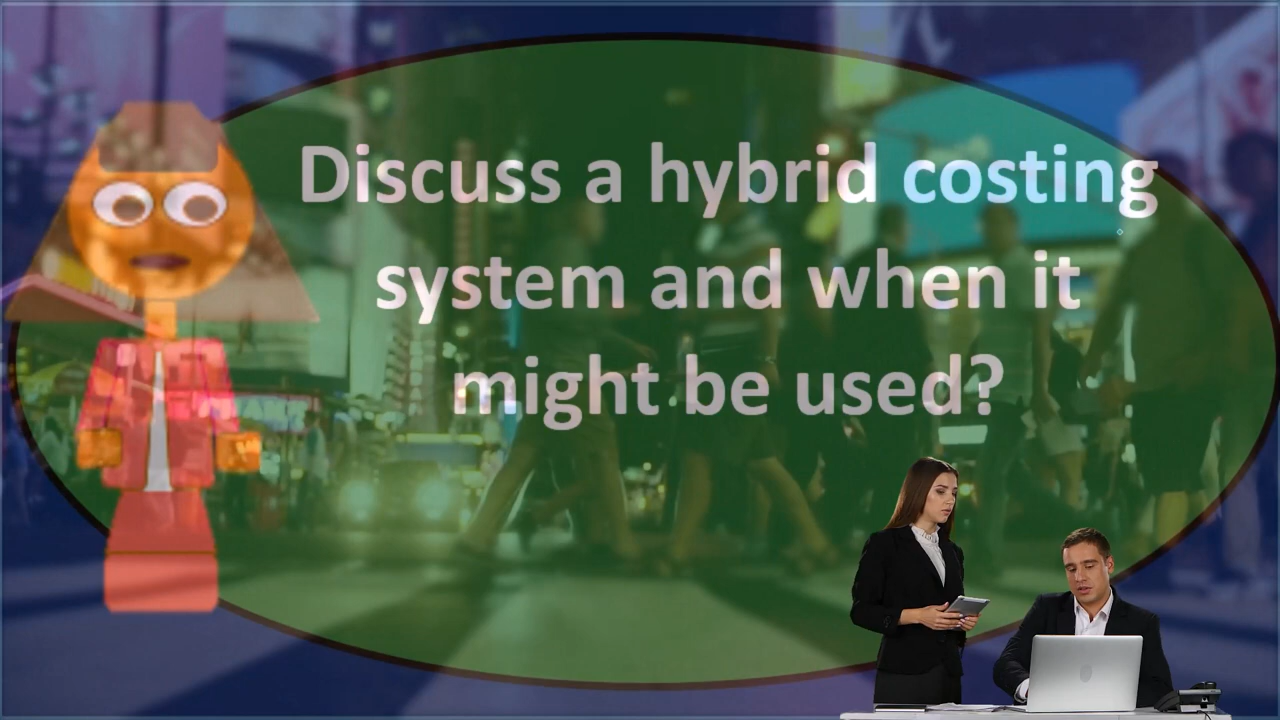 Discuss a hybrid costing
system and when it
might be used?